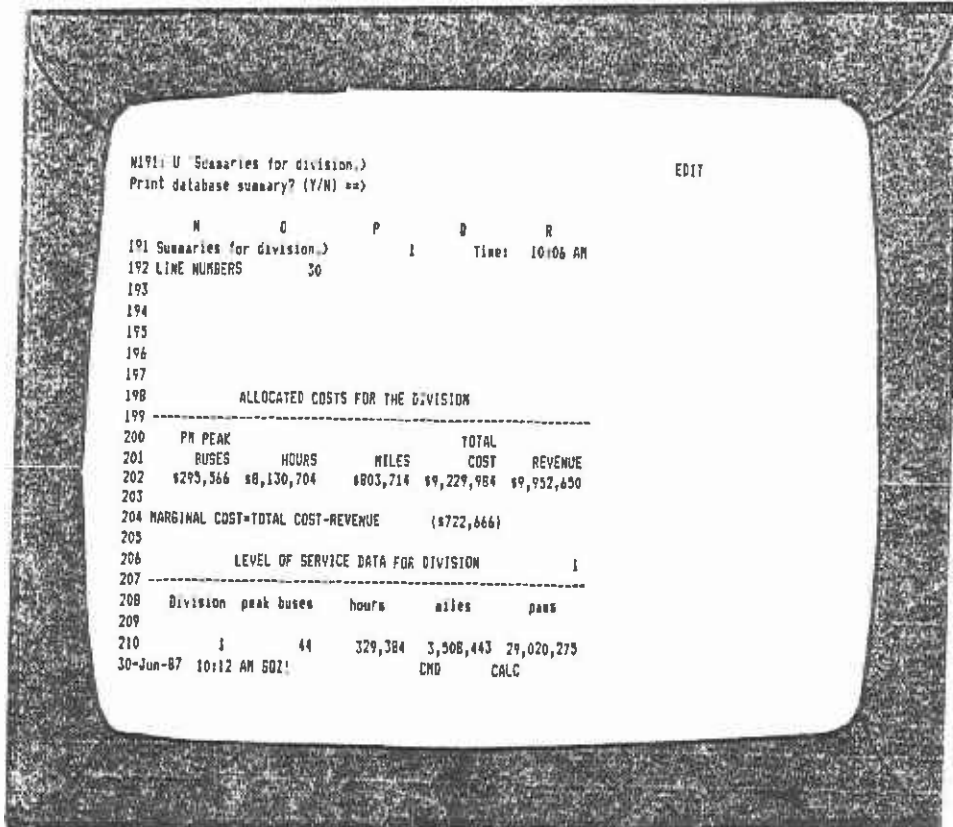 N191: U 'Summaries for division.>
EDIT
Print database summary? (Y/N) ==>
N O P Q R
191 Summaries for division.> 1 Time: 10:06 AM
192 LINE NUMBERS 30
193
194
195
196
197
198 ALLOCATED COSTS FOR THE DIVISION
199 ------------------------------------------------------------
200 PM PEAK TOTAL
201 BUSES HOURS MILES COST REVENUE
202 $295,566 $8,130,704 $803,714 $9,229,984 $9,952,650
203
204 MARGINAL COST=TOTAL COST-REVENUE ($722,666)
205
206 LEVEL OF SERVICE DATA FOR DIVISION 1
207 ------------------------------------------------------------
208 Division peak buses hours miles pass
209
210 1 44 329,384 3,508,443 29,020,275
30-Jun-87 10:12 AM SDZ! CMD CALC